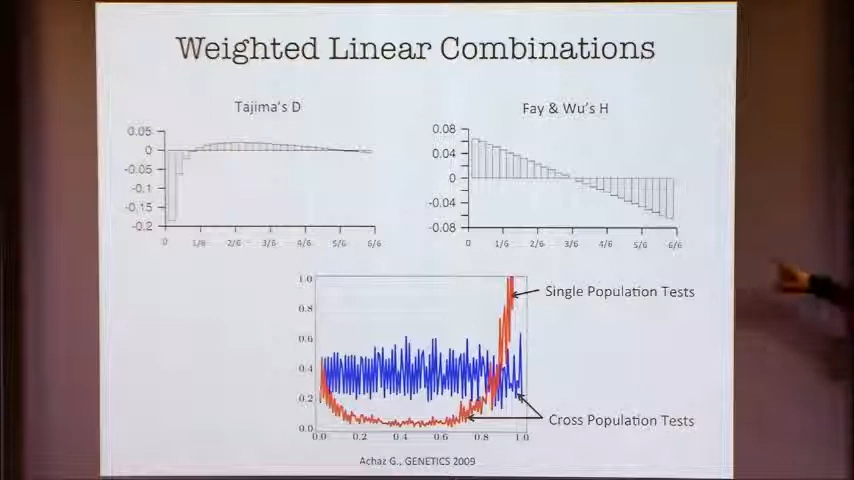 Weighted Linear Combinations
Tajima's D
Fay & Wu's H
0.05
0
-0.05
-0.1
-0.15
-0.2
0 1/6 2/6 3/6 4/6 5/6 6/6
0.08
0.04
0
-0.04
-0.08
0 1/6 2/6 3/6 4/6 5/6 6/6
1.0
0.8
0.6
0.4
0.2
0.0
0.0 0.2 0.4 0.6 0.8 1.0
Single Population Tests
Cross Population Tests
Achaz G., GENETICS 2009